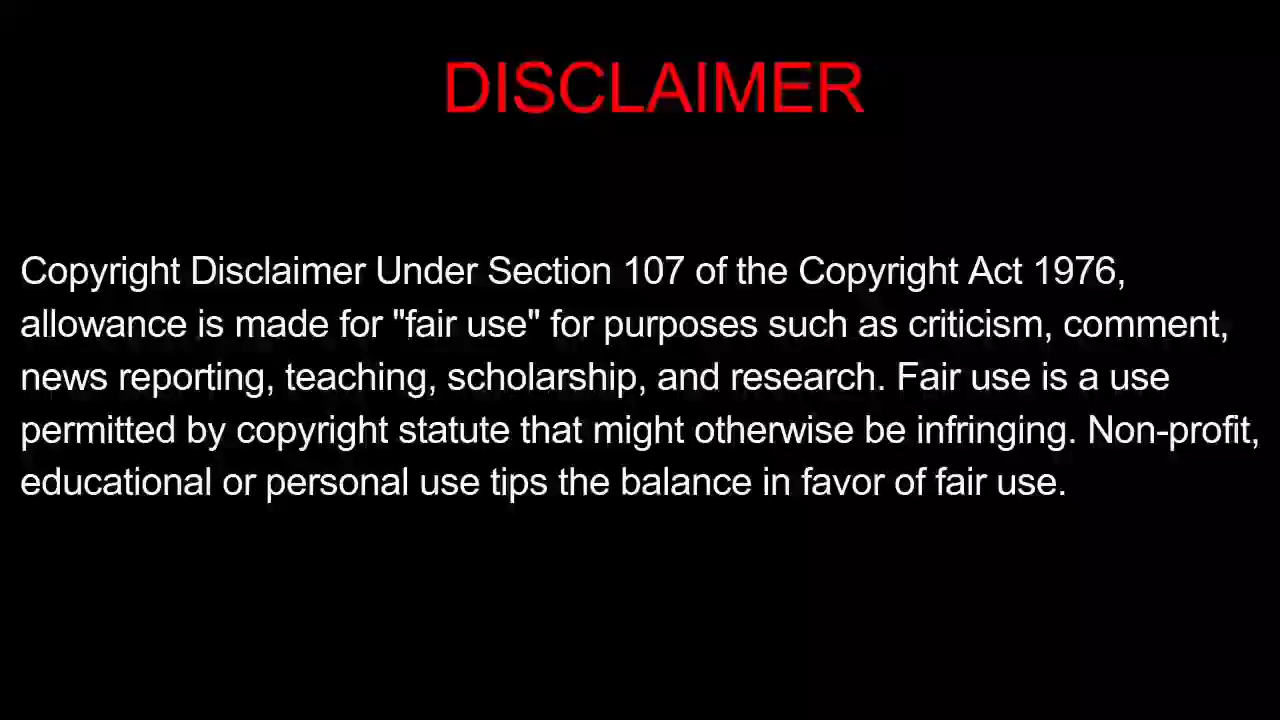 DISCLAIMER
Copyright Disclaimer Under Section 107 of the Copyright Act 1976,
allowance is made for "fair use" for purposes such as criticism, comment,
news reporting, teaching, scholarship, and research. Fair use is a use
permitted by copyright statute that might otherwise be infringing. Non-profit,
educational or personal use tips the balance in favor of fair use.